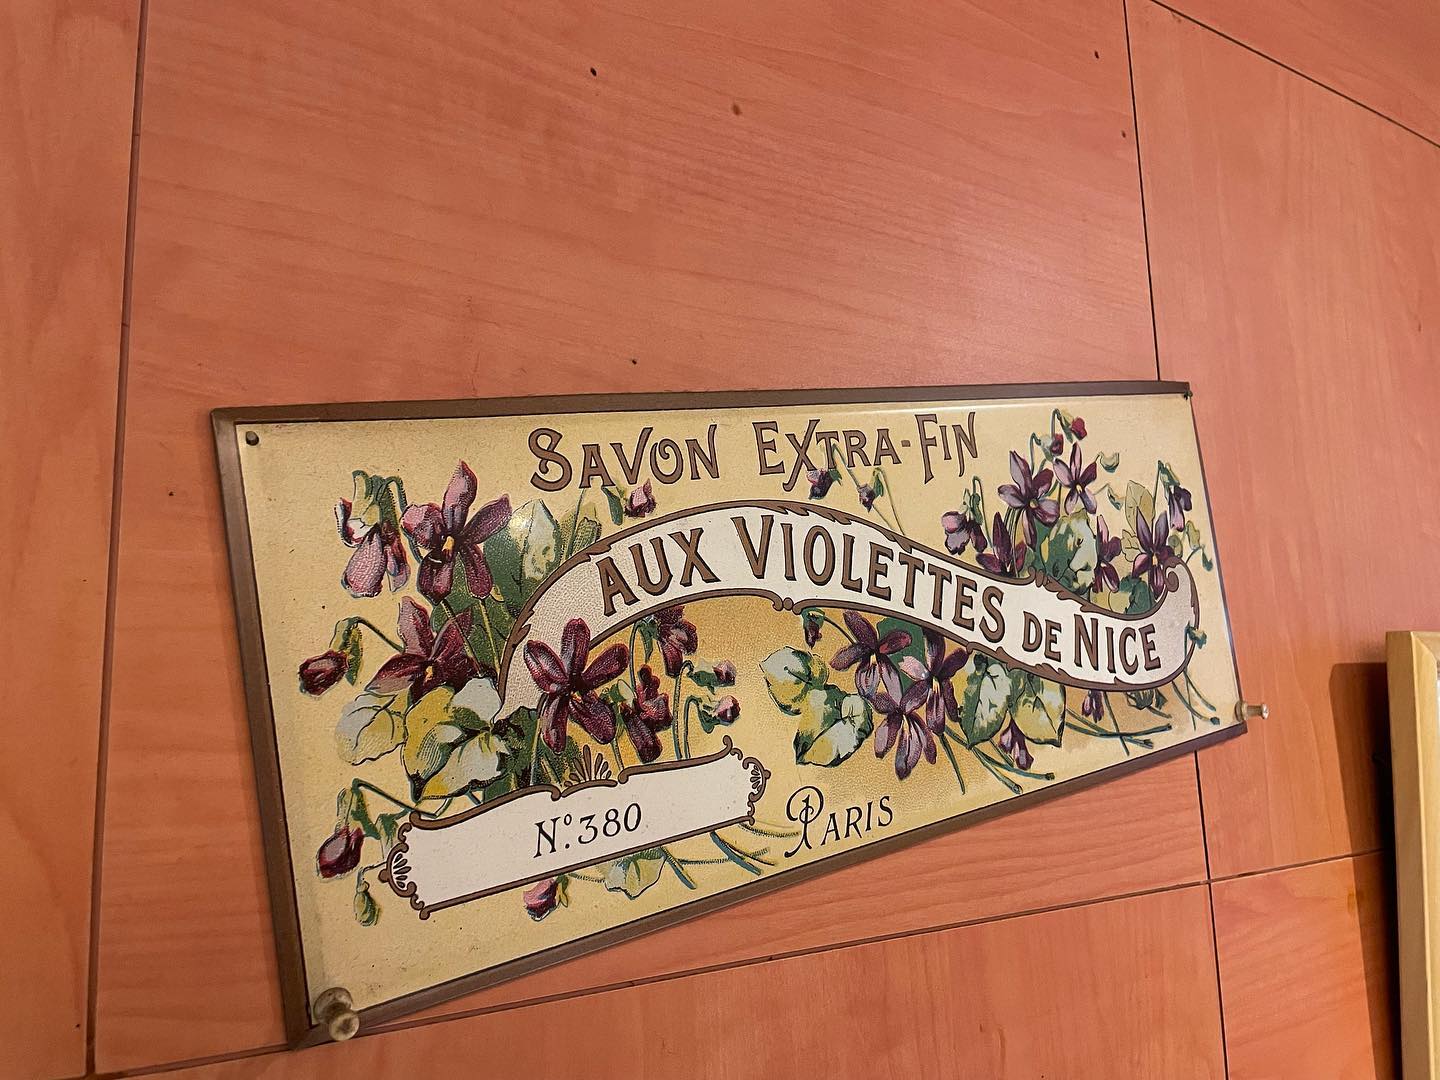 SAVON EXTRA-FIN
AUX VIOLETTES DE NICE
N.º 380
PARIS